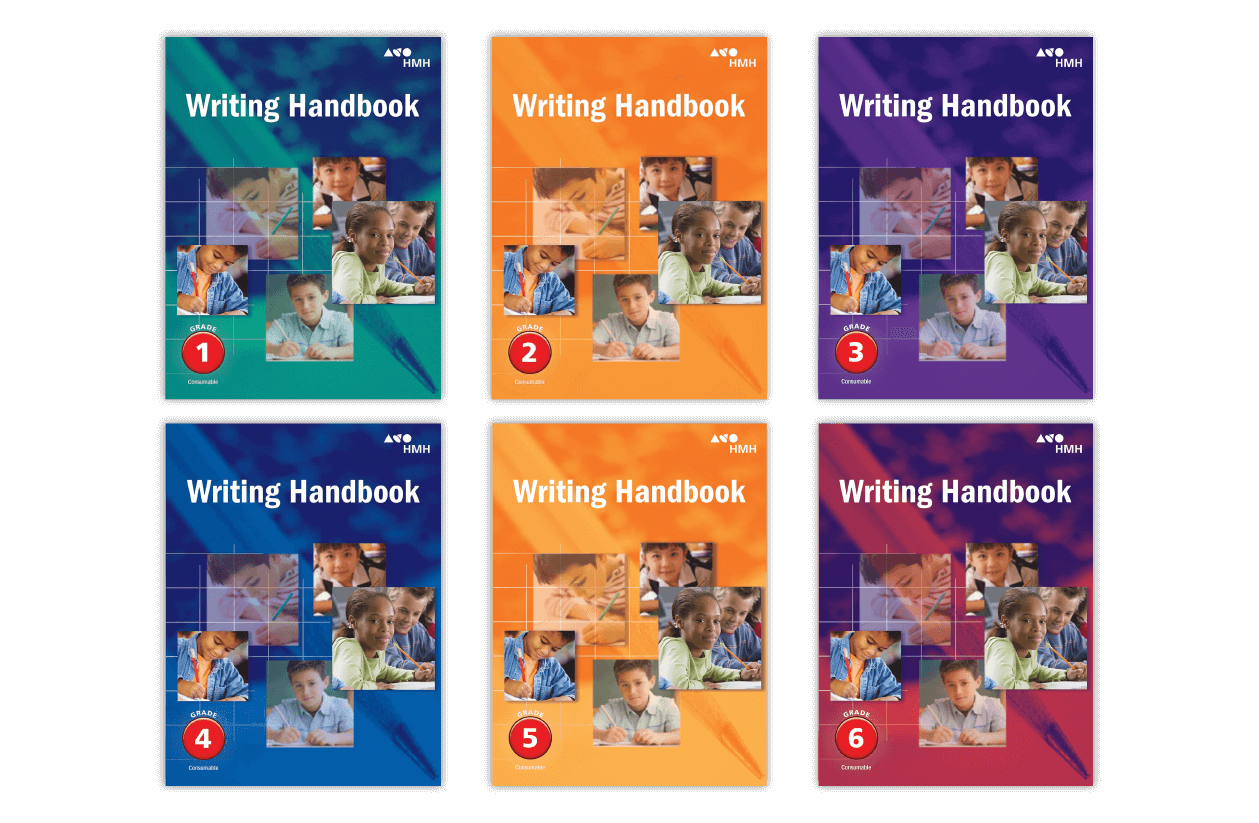 HMH
Writing Handbook
GRADE
1
Consumable
HMH
Writing Handbook
GRADE
2
Consumable
HMH
Writing Handbook
GRADE
3
Consumable
HMH
Writing Handbook
GRADE
4
Consumable
HMH
Writing Handbook
GRADE
5
Consumable
HMH
Writing Handbook
GRADE
6
Consumable